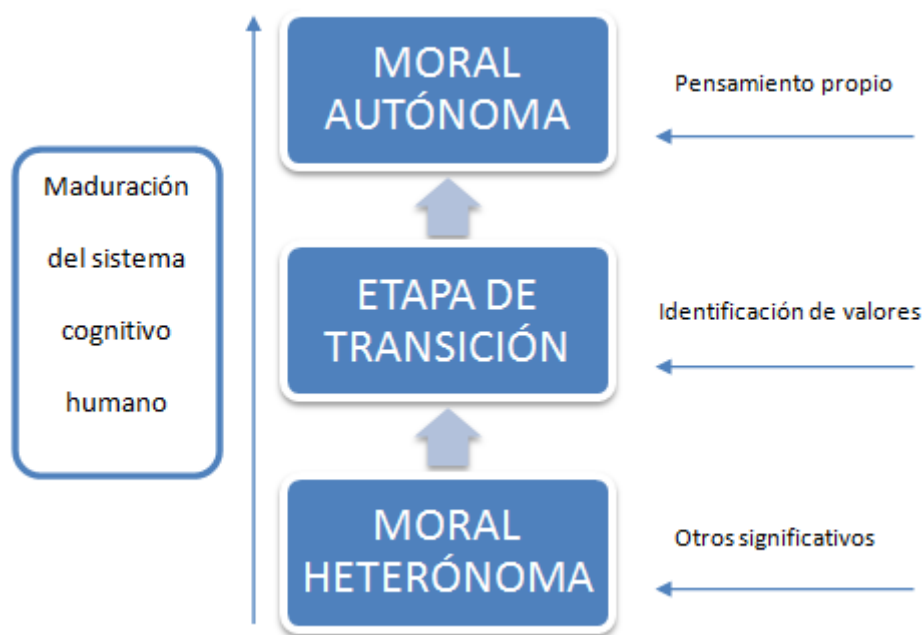 MORAL
AUTÓNOMA
Pensamiento propio
Maduración
del sistema
cognitivo
humano
ETAPA DE
TRANSICIÓN
Identificación de valores
MORAL
HETERÓNOMA
Otros significativos